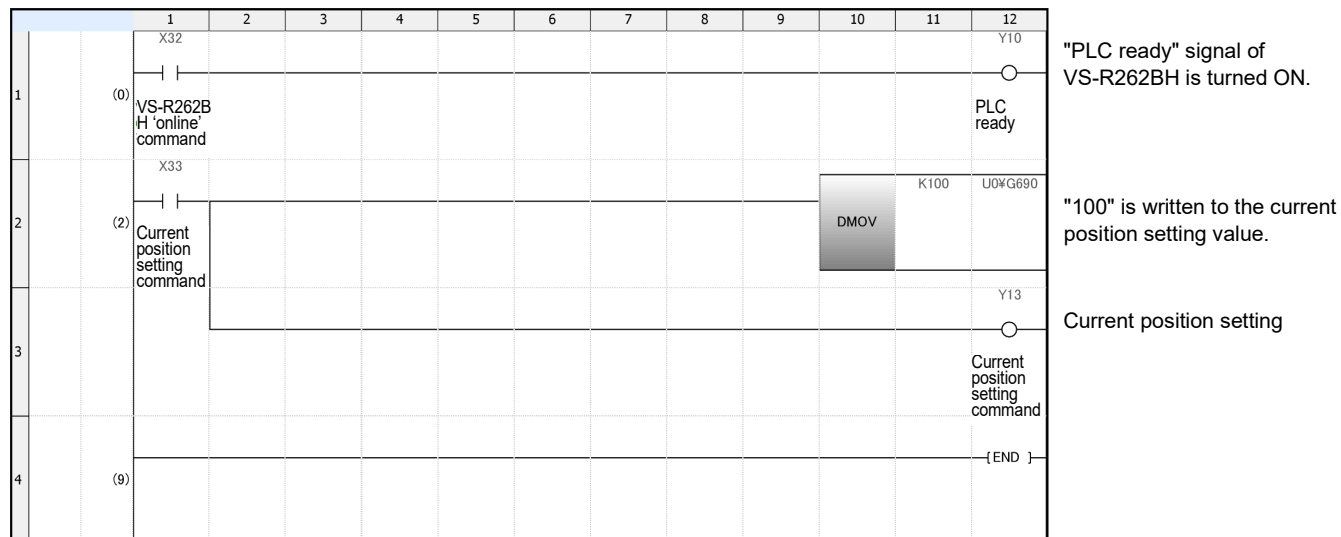 1 2 3 4 5 6 7 8 9 10 11 12
X32 Y10
1 (0)
VS-R262B
H ‘online’
command
PLC
ready
"PLC ready" signal of
VS-R262BH is turned ON.
X33
2 (2)
Current
position
setting
command
DMOV K100 U0¥G690
"100" is written to the current
position setting value.
3
Y13
Current
position
setting
command
Current position setting
4 (9)
[END ]